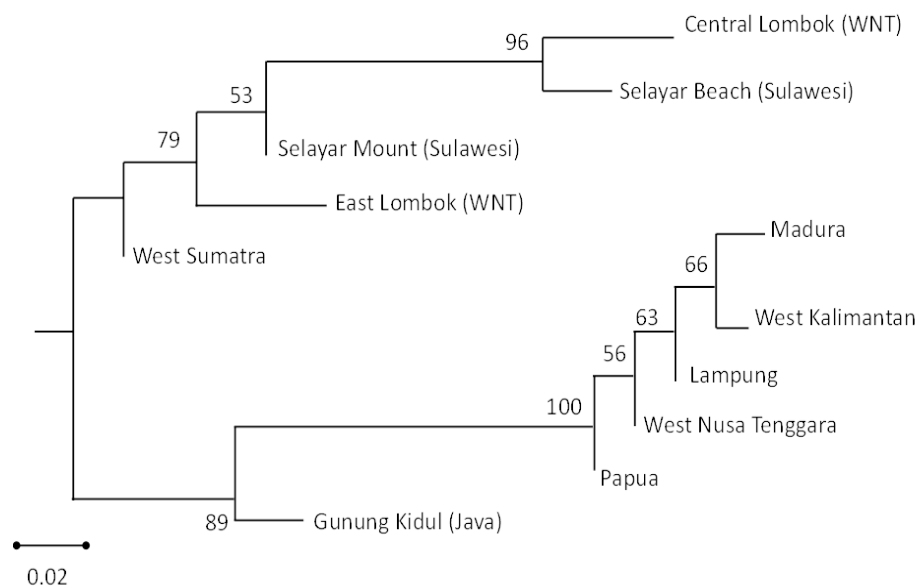 Central Lombok (WNT)
96
Selayar Beach (Sulawesi)
53
79
Selayar Mount (Sulawesi)
East Lombok (WNT)
West Sumatra
Madura
66
West Kalimantan
63
Lampung
56
West Nusa Tenggara
100
Papua
Gunung Kidul (Java)
89
0.02